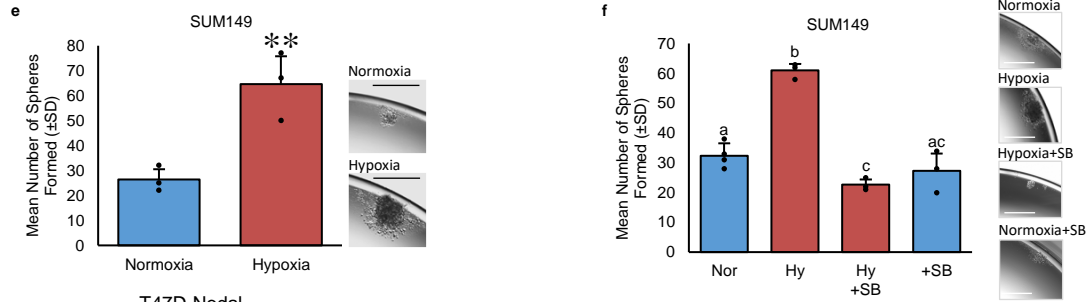 e
SUM149
Mean Number of Spheres
Formed (±SD)
80
70
60
50
40
30
20
10
0
**
Normoxia
Hypoxia
Normoxia
Hypoxia
T47D Nodal
f
SUM149
Mean Number of Spheres
Formed (±SD)
70
60
50
40
30
20
10
0
a
b
c
ac
Nor
Hy
Hy
+SB
+SB
Normoxia
Hypoxia
Hypoxia+SB
Normoxia+SB